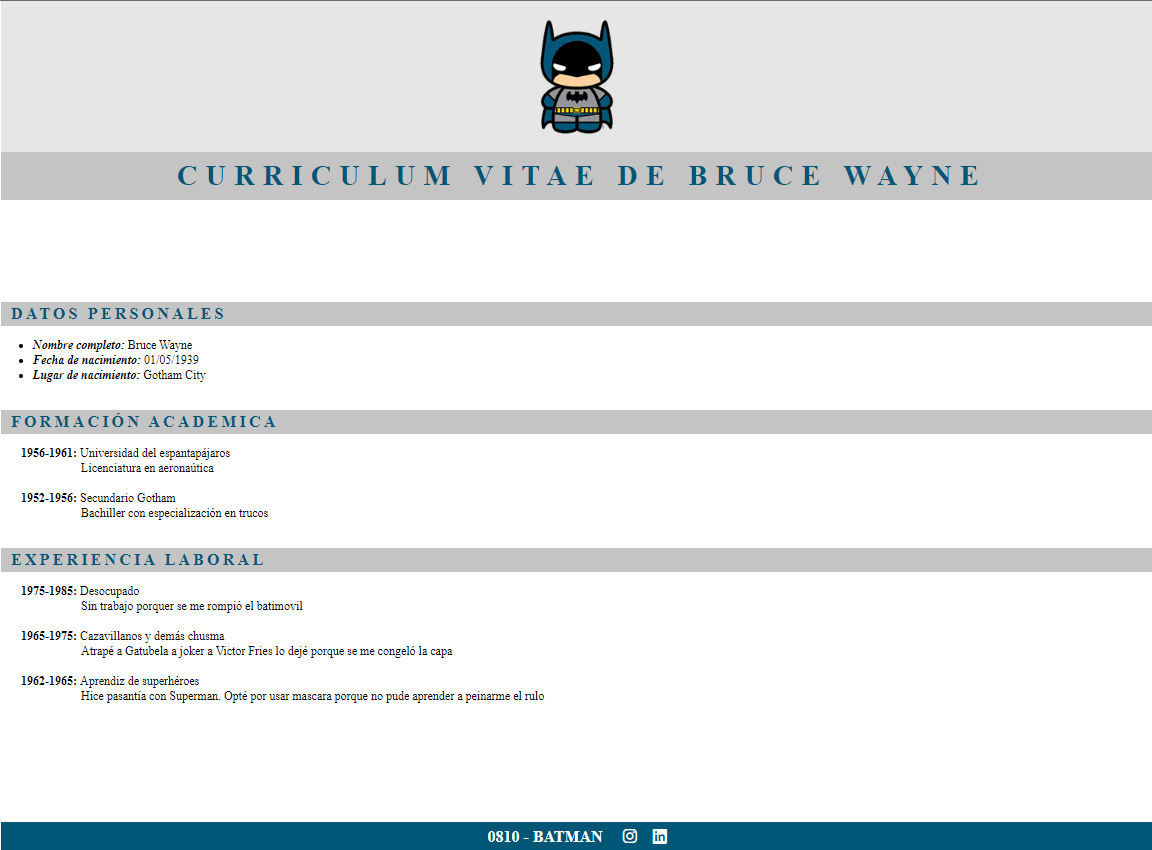 CURRICULUM VITAE DE BRUCE WAYNE
DATOS PERSONALES
Nombre completo: Bruce Wayne
Fecha de nacimiento: 01/05/1939
Lugar de nacimiento: Gotham City
FORMACIÓN ACADEMICA
1956-1961: Universidad del espantapájaros
Licenciatura en aeronaútica
1952-1956: Secundario Gotham
Bachiller con especialización en trucos
EXPERIENCIA LABORAL
1975-1985: Desocupado
Sin trabajo porquer se me rompió el batimovil
1965-1975: Cazavillanos y demás chusma
Atrapé a Gatubela a joker a Victor Fries lo dejé porque se me congeló la capa
1962-1965: Aprendiz de superhéroes
Hice pasantía con Superman. Opté por usar mascara porque no pude aprender a peinarme el rulo
0810 - BATMAN